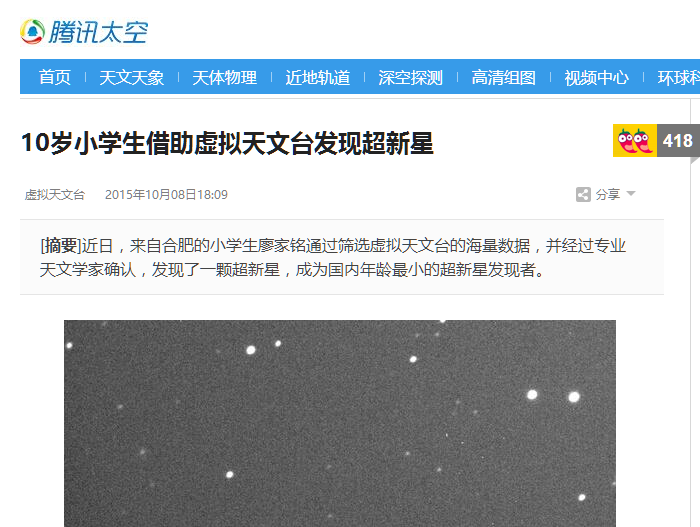 腾讯太空
首页 天文天象 天体物理 近地轨道 深空探测 高清组图 视频中心 环球科
10岁小学生借助虚拟天文台发现超新星
418
虚拟天文台 2015年10月08日18:09 分享
[摘要]近日，来自合肥的小学生廖家铭通过筛选虚拟天文台的海量数据，并经过专业
天文学家确认，发现了一颗超新星，成为国内年龄最小的超新星发现者。